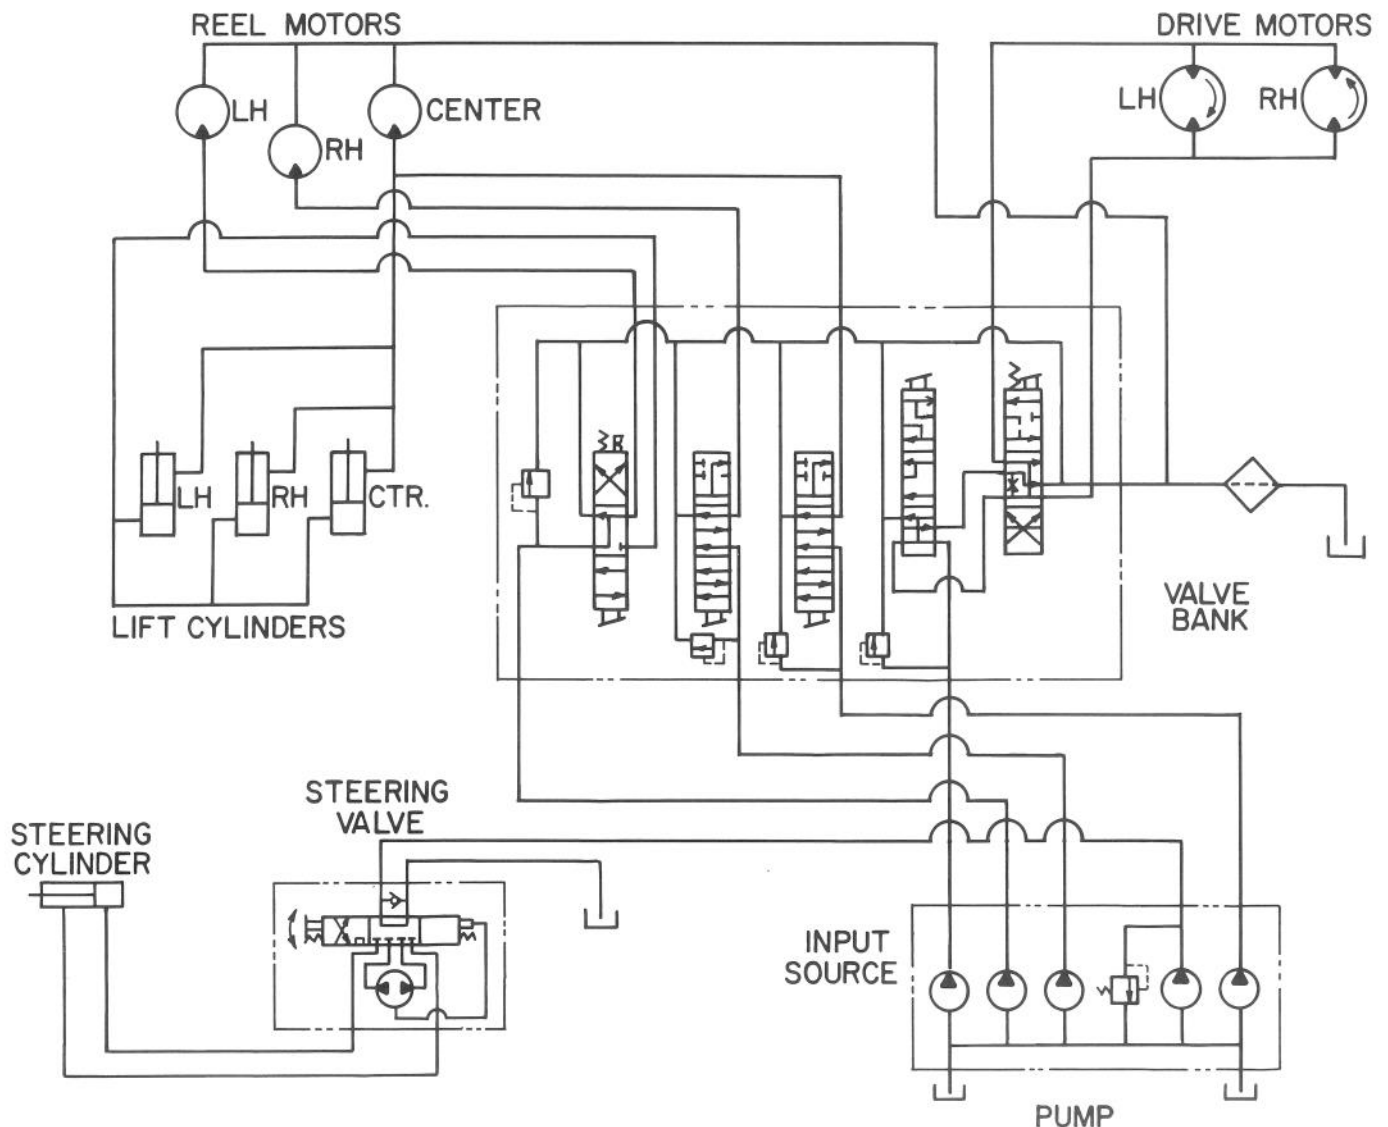 REEL MOTORS
DRIVE MOTORS
LH
RH
CENTER
LH
RH
LH
RH
CTR.
LIFT CYLINDERS
VALVE
BANK
STEERING
VALVE
STEERING
CYLINDER
INPUT
SOURCE
PUMP